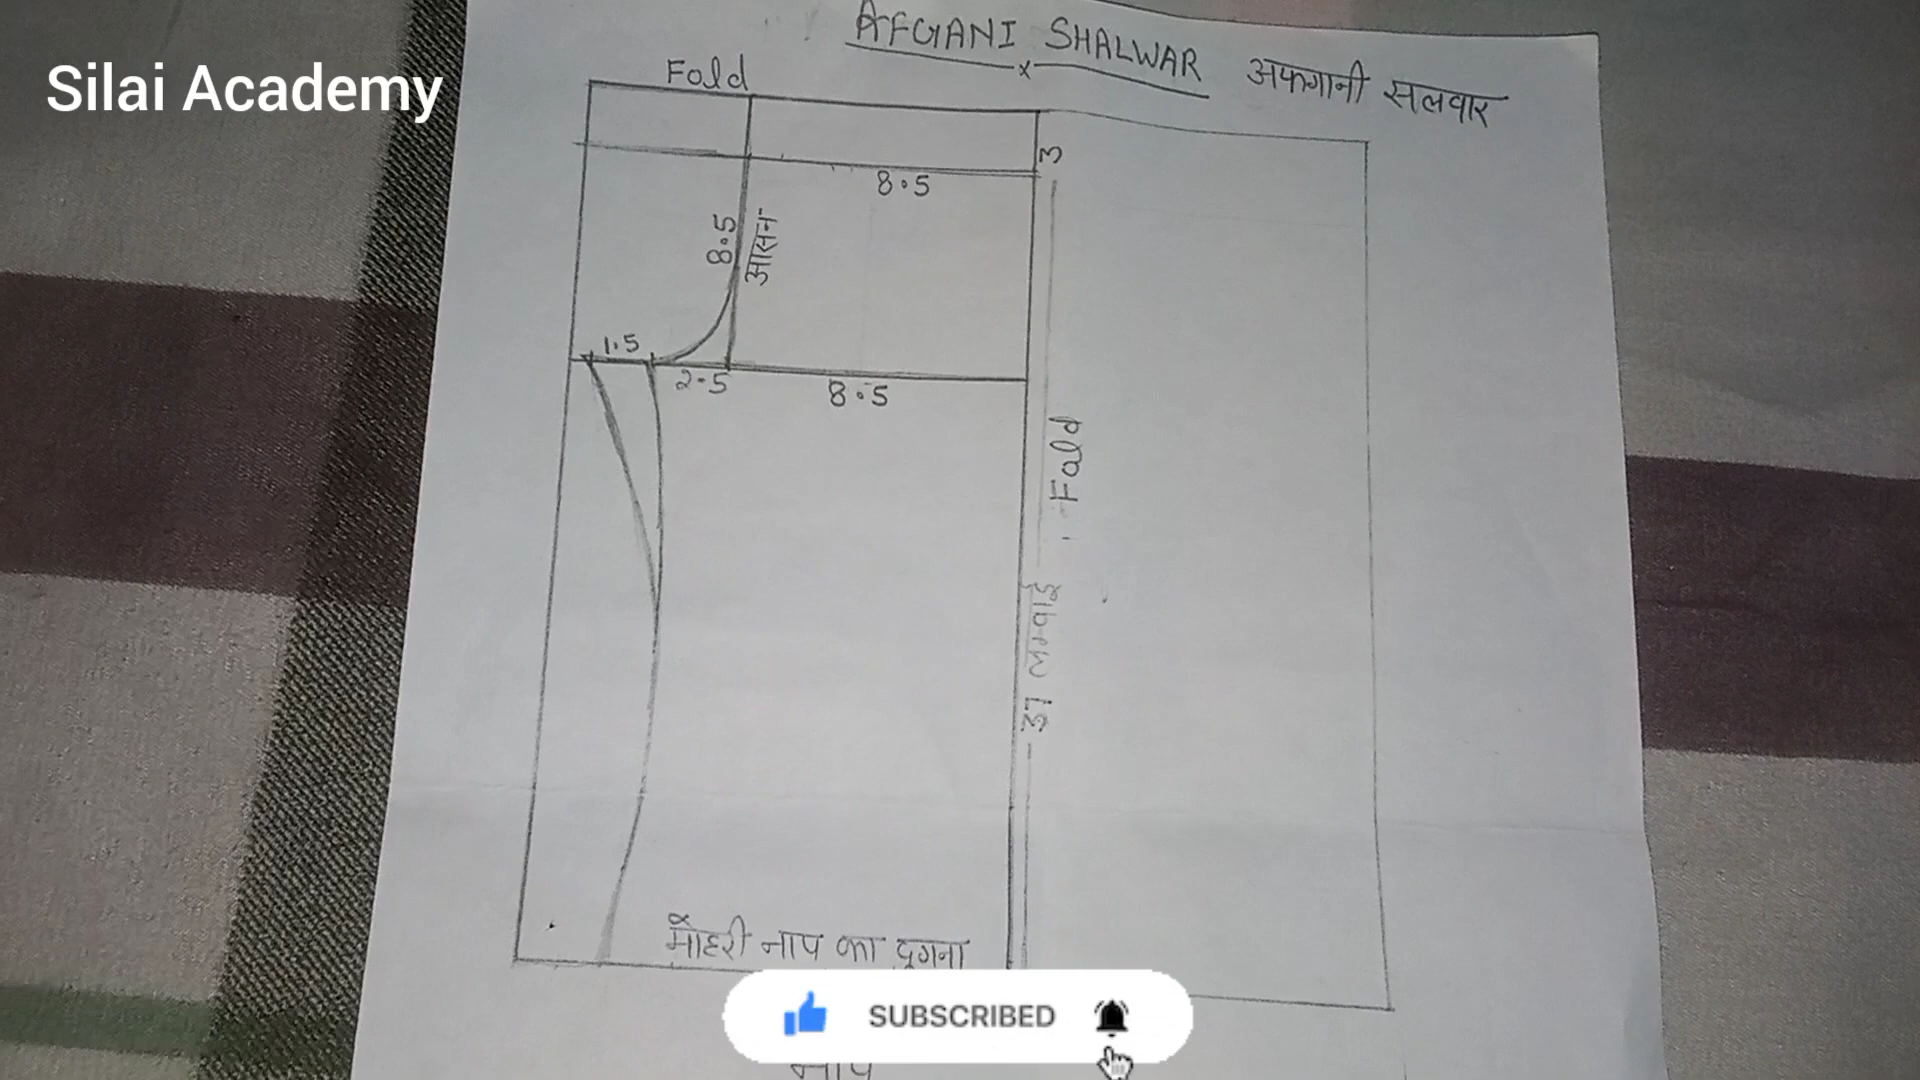 Silai Academy
AFGANI SHALWAR अफगानी सलवार
Fold
3
8.5
8.5
आसन
1.5
2.5
8.5
Fald
37 लम्बाई
मोहरी नाप का दूगना
SUBSCRIBED
नाप